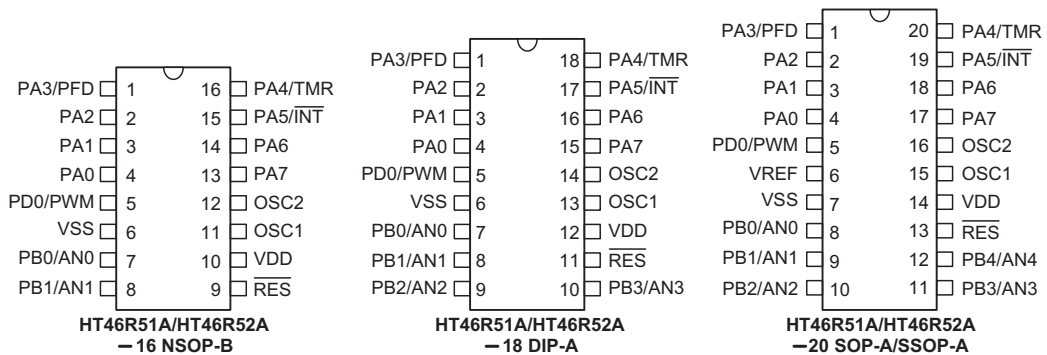 PA3/PFD 1 16 PA4/TMR
PA2 2 15 PA5/INT
PA1 3 14 PA6
PA0 4 13 PA7
PD0/PWM 5 12 OSC2
VSS 6 11 OSC1
PB0/AN0 7 10 VDD
PB1/AN1 8 9 RES
HT46R51A/HT46R52A
–16 NSOP-B
PA3/PFD 1 18 PA4/TMR
PA2 2 17 PA5/INT
PA1 3 16 PA6
PA0 4 15 PA7
PD0/PWM 5 14 OSC2
VSS 6 13 OSC1
PB0/AN0 7 12 VDD
PB1/AN1 8 11 RES
PB2/AN2 9 10 PB3/AN3
HT46R51A/HT46R52A
–18 DIP-A
PA3/PFD 1 20 PA4/TMR
PA2 2 19 PA5/INT
PA1 3 18 PA6
PA0 4 17 PA7
PD0/PWM 5 16 OSC2
VREF 6 15 OSC1
VSS 7 14 VDD
PB0/AN0 8 13 RES
PB1/AN1 9 12 PB4/AN4
PB2/AN2 10 11 PB3/AN3
HT46R51A/HT46R52A
–20 SOP-A/SSOP-A